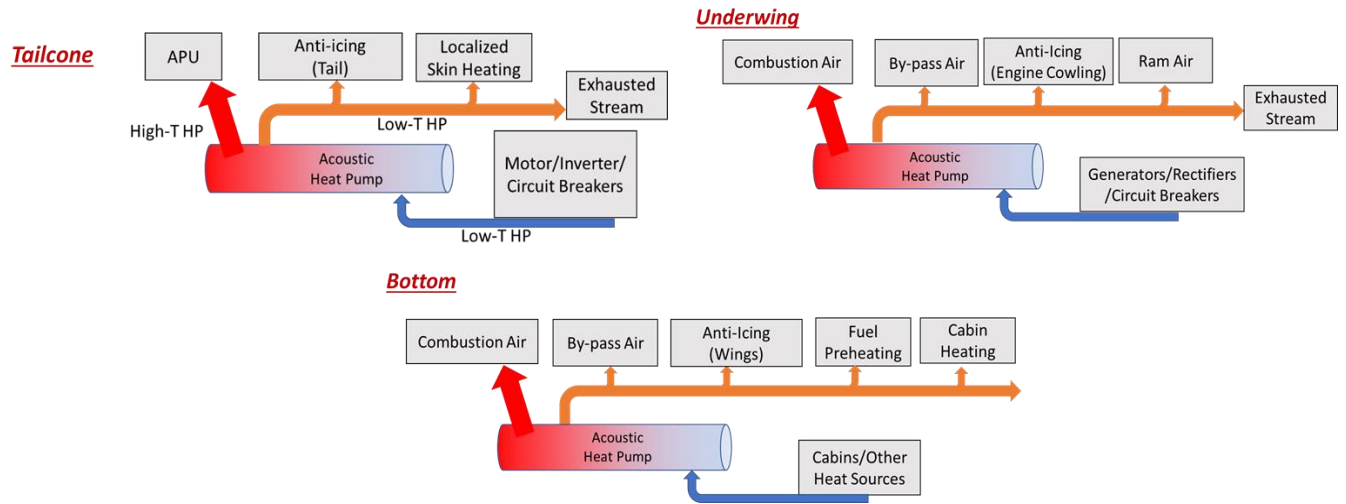 Tailcone
APU
Anti-icing
(Tail)
Localized
Skin Heating
Exhausted
Stream
High-T HP
Low-T HP
Acoustic
Heat Pump
Motor/Inverter/
Circuit Breakers
Low-T HP
Underwing
Combustion Air
By-pass Air
Anti-Icing
(Engine Cowling)
Ram Air
Exhausted
Stream
Acoustic
Heat Pump
Generators/Rectifiers
/Circuit Breakers
Bottom
Combustion Air
By-pass Air
Anti-Icing
(Wings)
Fuel
Preheating
Cabin
Heating
Acoustic
Heat Pump
Cabins/Other
Heat Sources